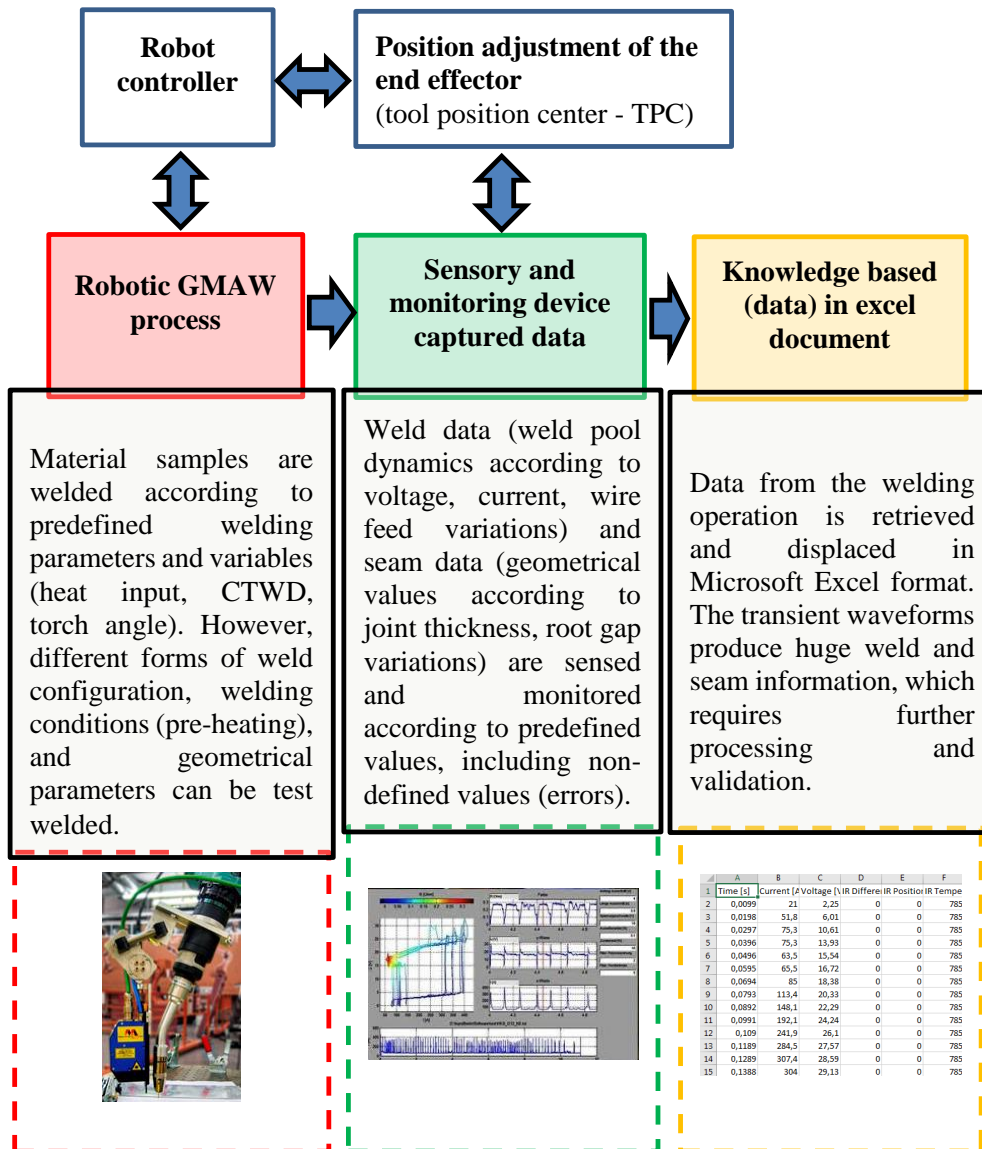 Robot
controller
Position adjustment of the
end effector
(tool position center - TPC)
Robotic GMAW
process
Sensory and
monitoring device
captured data
Knowledge based
(data) in excel
document
Material samples are
welded according to
predefined welding
parameters and variables
(heat input, CTWD,
torch angle). However,
different forms of weld
configuration, welding
conditions (pre-heating),
and geometrical
parameters can be test
welded.
Weld data (weld pool
dynamics according to
voltage, current, wire
feed variations) and
seam data (geometrical
values according to
joint thickness, root gap
variations) are sensed
and monitored
according to predefined
values, including non-
defined values (errors).
Data from the welding
operation is retrieved
and displaced in
Microsoft Excel format.
The transient waveforms
produce huge weld and
seam information, which
requires further
processing and
validation.
A B C D E F
1 Time [s] Current [A Voltage [V IR Differen IR Position IR Tempe
2 0,0099 21 2,25 0 0 785
3 0,0198 51,8 6,01 0 0 785
4 0,0297 75,3 10,61 0 0 785
5 0,0396 75,3 13,93 0 0 785
6 0,0496 63,5 15,54 0 0 785
7 0,0595 65,5 16,72 0 0 785
8 0,0694 85 18,38 0 0 785
9 0,0793 113,4 20,33 0 0 785
10 0,0892 148,1 22,29 0 0 785
11 0,0991 192,1 24,24 0 0 785
12 0,109 241,9 26,1 0 0 785
13 0,1189 284,5 27,57 0 0 785
14 0,1289 307,4 28,59 0 0 785
15 0,1388 304 29,13 0 0 785